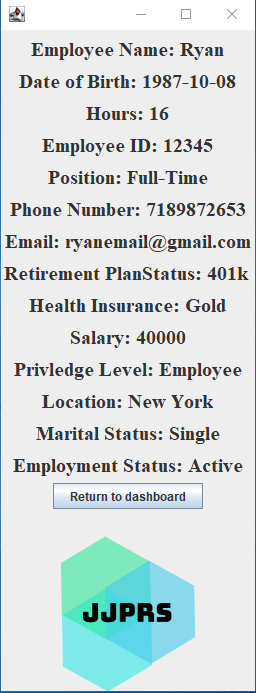 Employee Name: Ryan
Date of Birth: 1987-10-08
Hours: 16
Employee ID: 12345
Position: Full-Time
Phone Number: 7189872653
Email: ryanemail@gmail.com
Retirement PlanStatus: 401k
Health Insurance: Gold
Salary: 40000
Privledge Level: Employee
Location: New York
Marital Status: Single
Employment Status: Active
Return to dashboard
JJPRS